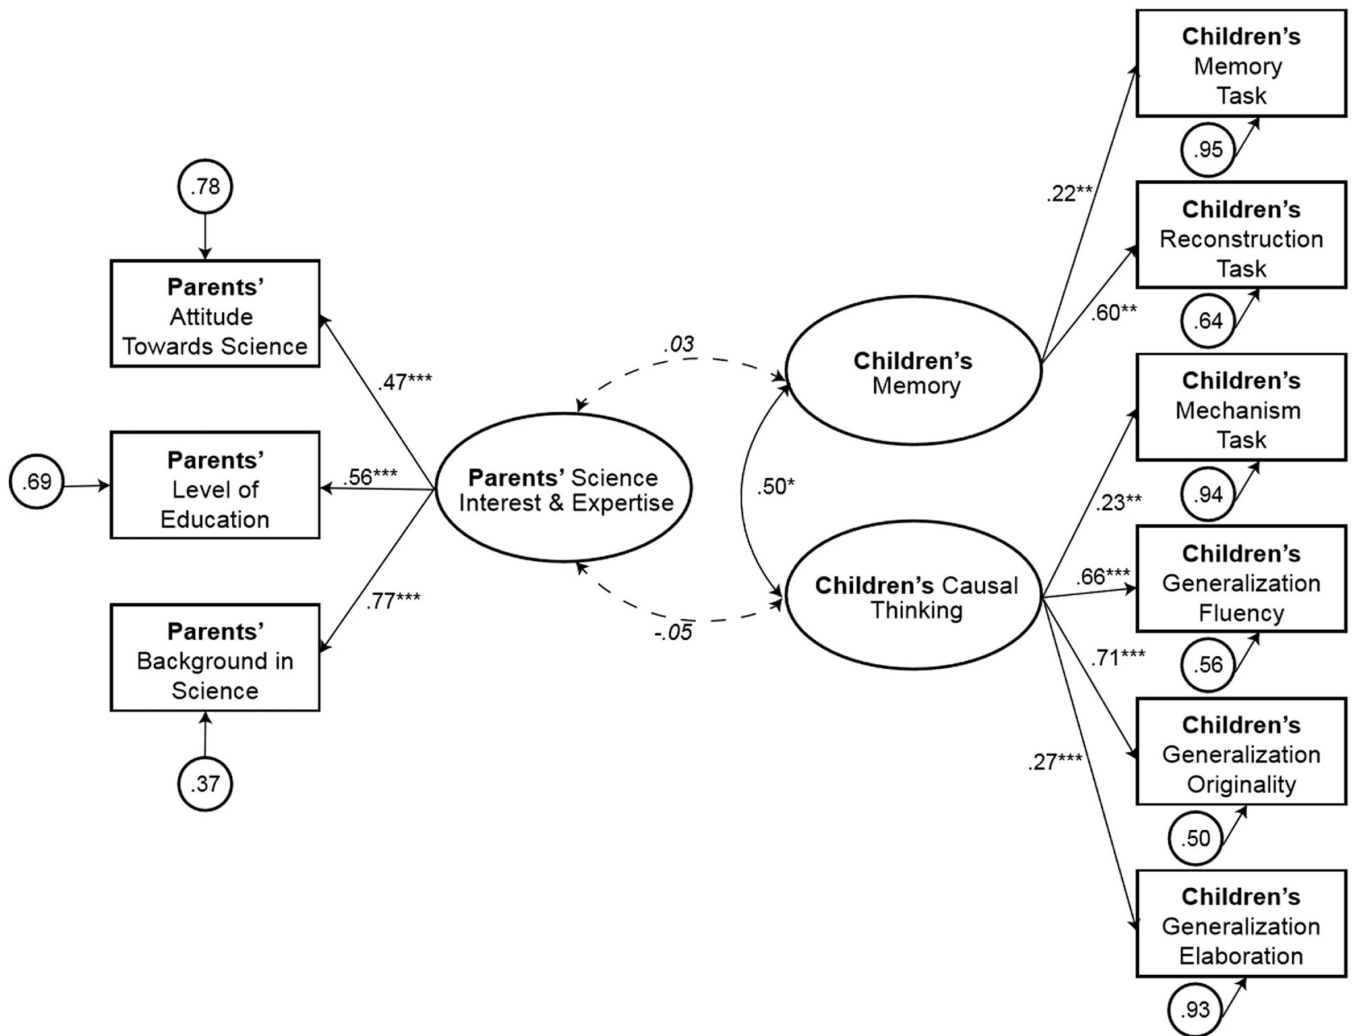 .78
Parents'
Attitude
Towards Science
.47***
.69
Parents'
Level of
Education
.56***
Parents'
Background in
Science
.77***
.37
Parents' Science
Interest & Expertise
.03
-.05
.50*
Children's
Memory
Children's Causal
Thinking
.22**
.60**
.23**
.66***
.71***
.27***
Children's
Memory
Task
.95
Children's
Reconstruction
Task
.64
Children's
Mechanism
Task
.94
Children's
Generalization
Fluency
.56
Children's
Generalization
Originality
.50
Children's
Generalization
Elaboration
.93